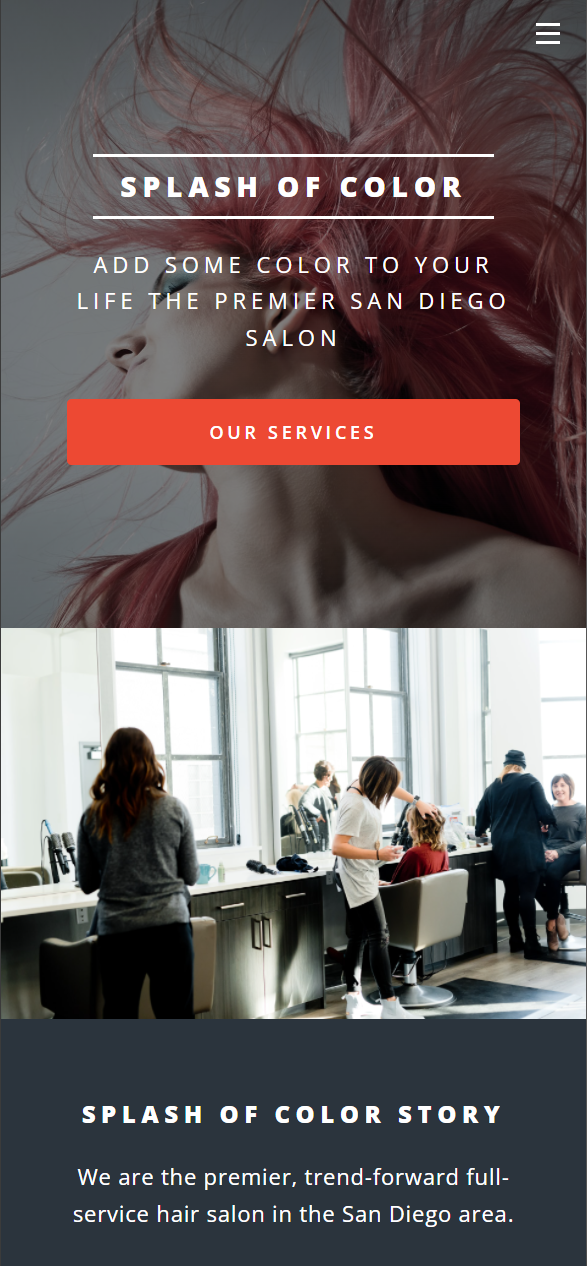 SPLASH OF COLOR
ADD SOME COLOR TO YOUR
LIFE THE PREMIER SAN DIEGO
SALON
OUR SERVICES
SPLASH OF COLOR STORY
We are the premier, trend-forward full-
service hair salon in the San Diego area.